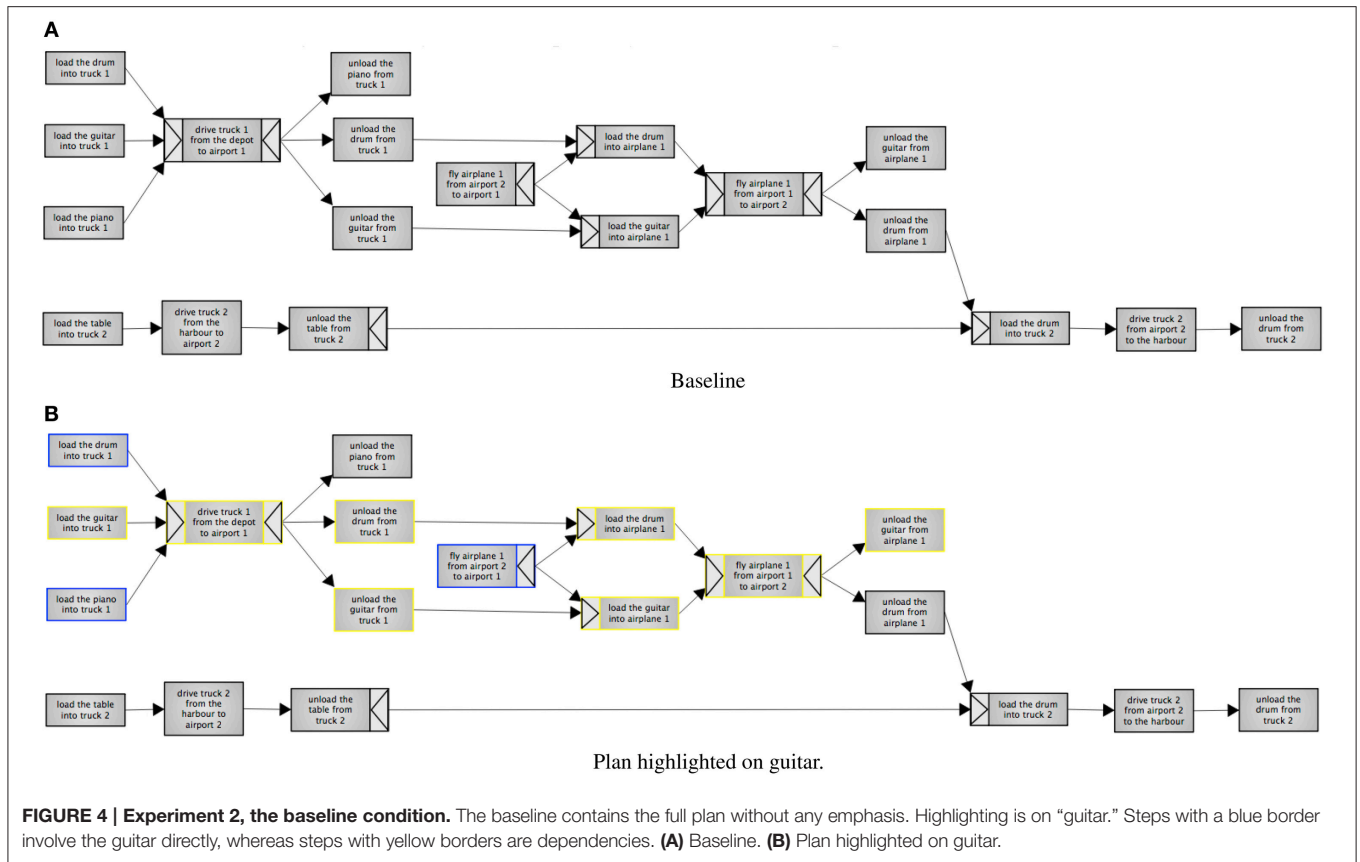 A
load the drum
into truck 1
unload the
piano from
truck 1
load the guitar
into truck 1
drive truck 1
from the depot
to airport 1
unload the
drum from
truck 1
load the drum
into airplane 1
unload the
guitar from
airplane 1
fly airplane 1
from airport 2
to airport 1
fly airplane 1
from airport 1
to airport 2
load the piano
into truck 1
unload the
guitar from
truck 1
load the guitar
into airplane 1
unload the
drum from
airplane 1
load the table
into truck 2
drive truck 2
from the
harbour to
airport 2
unload the
table from
truck 2
load the drum
into truck 2
drive truck 2
from airport 2
to the harbour
unload the
drum from
truck 2
Baseline
B
load the drum
into truck 1
unload the
piano from
truck 1
load the guitar
into truck 1
drive truck 1
from the depot
to airport 1
unload the
drum from
truck 1
load the drum
into airplane 1
unload the
guitar from
airplane 1
fly airplane 1
from airport 2
to airport 1
fly airplane 1
from airport 1
to airport 2
load the piano
into truck 1
unload the
guitar from
truck 1
load the guitar
into airplane 1
unload the
drum from
airplane 1
load the table
into truck 2
drive truck 2
from the
harbour to
airport 2
unload the
table from
truck 2
load the drum
into truck 2
drive truck 2
from airport 2
to the harbour
unload the
drum from
truck 2
Plan highlighted on guitar.
FIGURE 4 | Experiment 2, the baseline condition. The baseline contains the full plan without any emphasis. Highlighting is on “guitar.” Steps with a blue border
involve the guitar directly, whereas steps with yellow borders are dependencies. (A) Baseline. (B) Plan highlighted on guitar.